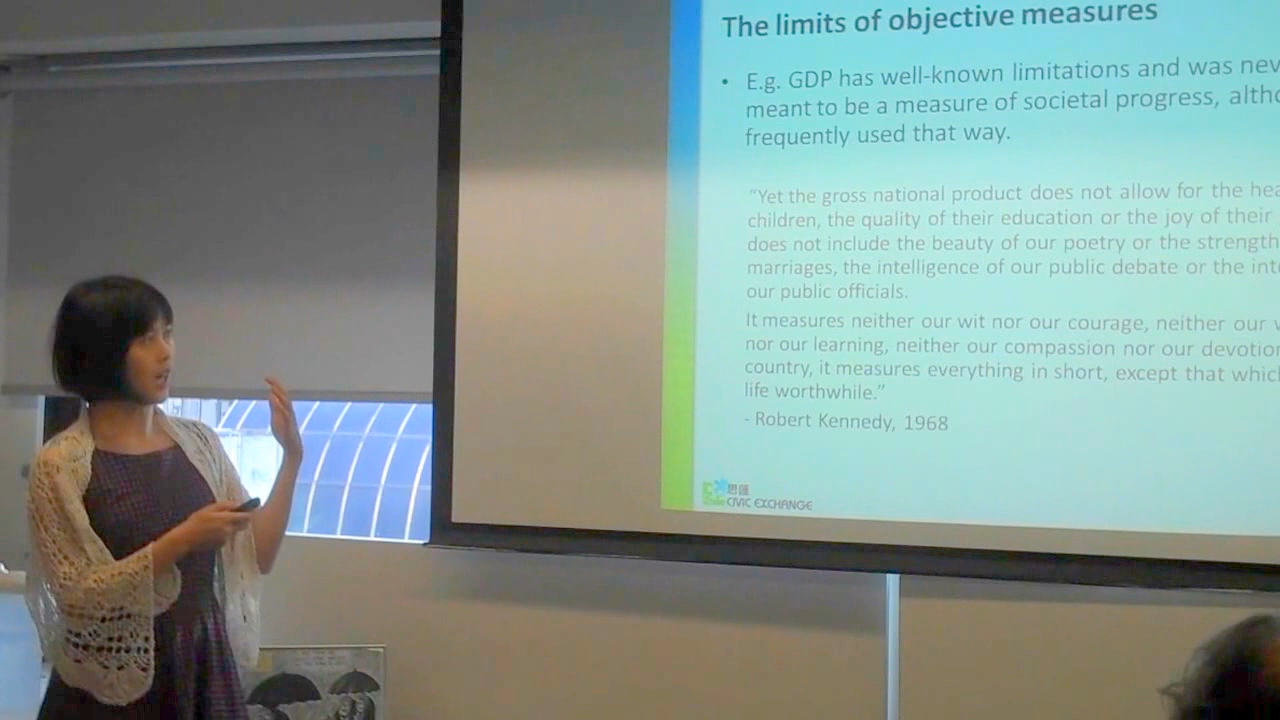 The limits of objective measures
• E.g. GDP has well-known limitations and was nev
meant to be a measure of societal progress, altho
frequently used that way.
“Yet the gross national product does not allow for the hea
children, the quality of their education or the joy of their
does not include the beauty of our poetry or the strength
marriages, the intelligence of our public debate or the inte
our public officials.
It measures neither our wit nor our courage, neither our w
nor our learning, neither our compassion nor our devotion
country, it measures everything in short, except that which
life worthwhile.”
- Robert Kennedy, 1968
思匯
CIVIC EXCHANGE